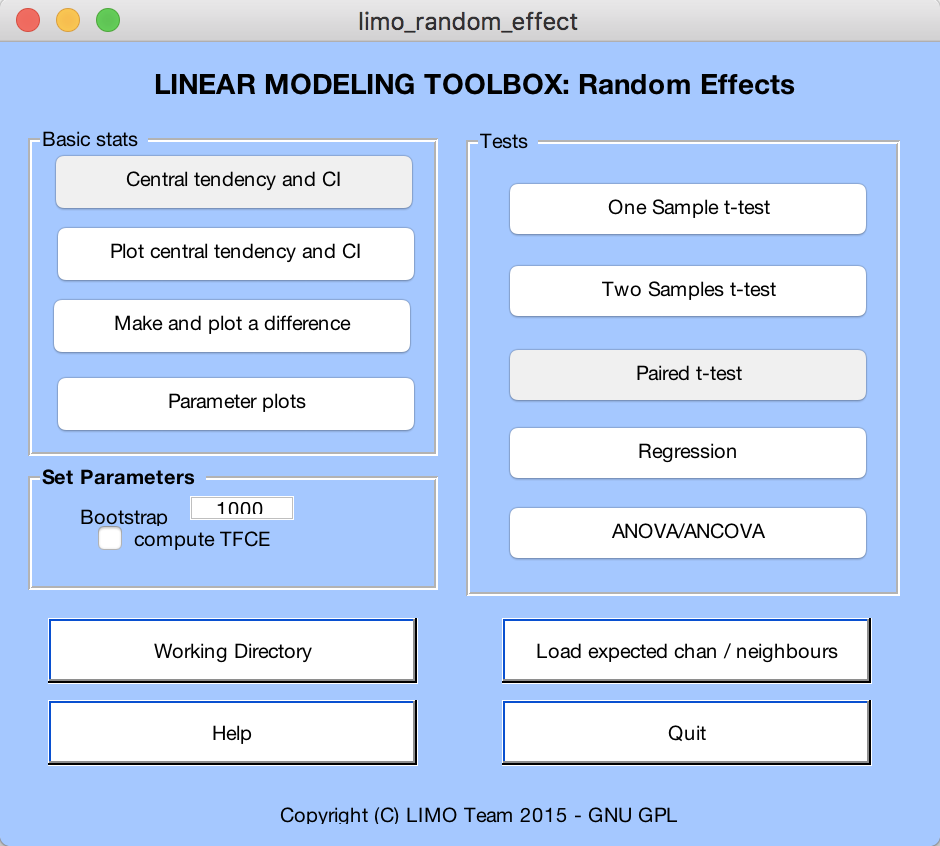 limo_random_effect
LINEAR MODELING TOOLBOX: Random Effects
Basic stats
Central tendency and CI
Plot central tendency and CI
Make and plot a difference
Parameter plots
Set Parameters
Bootstrap 1000
compute TFCE
Tests
One Sample t-test
Two Samples t-test
Paired t-test
Regression
ANOVA/ANCOVA
Working Directory
Load expected chan / neighbours
Help
Quit
Copyright (C) LIMO Team 2015 - GNU GPL